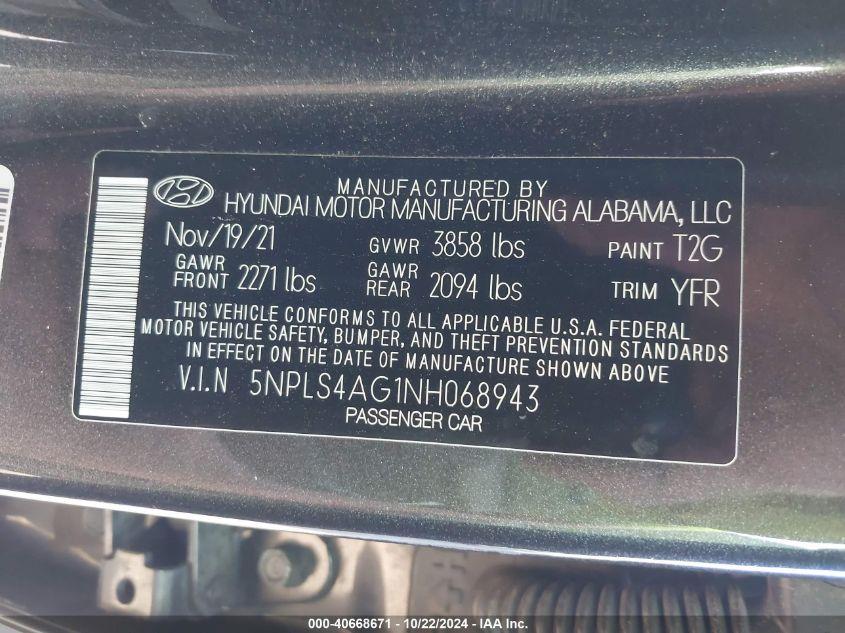 MANUFACTURED BY
HYUNDAI MOTOR MANUFACTURING ALABAMA, LLC
Nov/19/21 GVWR 3858 lbs PAINT T2G
GAWR FRONT 2271 lbs GAWR REAR 2094 lbs TRIM YFR
THIS VEHICLE CONFORMS TO ALL APPLICABLE U.S.A. FEDERAL
MOTOR VEHICLE SAFETY, BUMPER, AND THEFT PREVENTION STANDARDS
IN EFFECT ON THE DATE OF MANUFACTURE SHOWN ABOVE
V.I.N 5NPLS4AG1NH068943
PASSENGER CAR
000-40668671 - 10/22/2024 - IAA Inc.